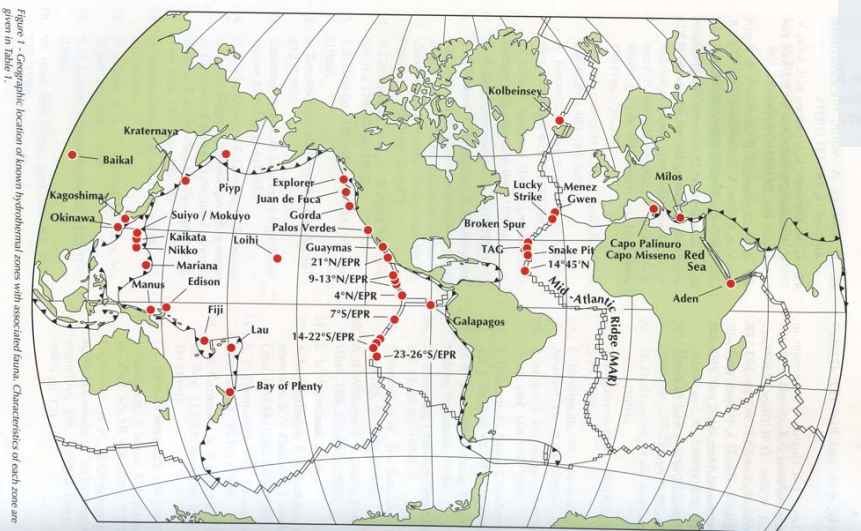 Figure 1 - Geographic location of known hydrothermal zones with associated fauna. Characteristics of each zone are
given in Table 1.
Kolbeinsey
Kraternaya
Baikal
Piyp
Explorer
Juan de Fuca
Gorda
Palos Verdes
Guaymas
21°N/EPR
9-13°N/EPR
4°N/EPR
7°S/EPR
14-22°S/EPR
23-26°S/EPR
Galapagos
Kagoshima
Okinawa
Suiyo / Mokuyo
Kaikata
Nikko
Mariana
Loihi
Manus
Edison
Fiji
Lau
Bay of Plenty
Lucky
Strike
Menez
Gwen
Broken Spur
TAG
Snake Pit
14°45'N
Mid-Atlantic Ridge (MAR)
Milos
Capo Palinuro
Capo Misseno
Red
Sea
Aden